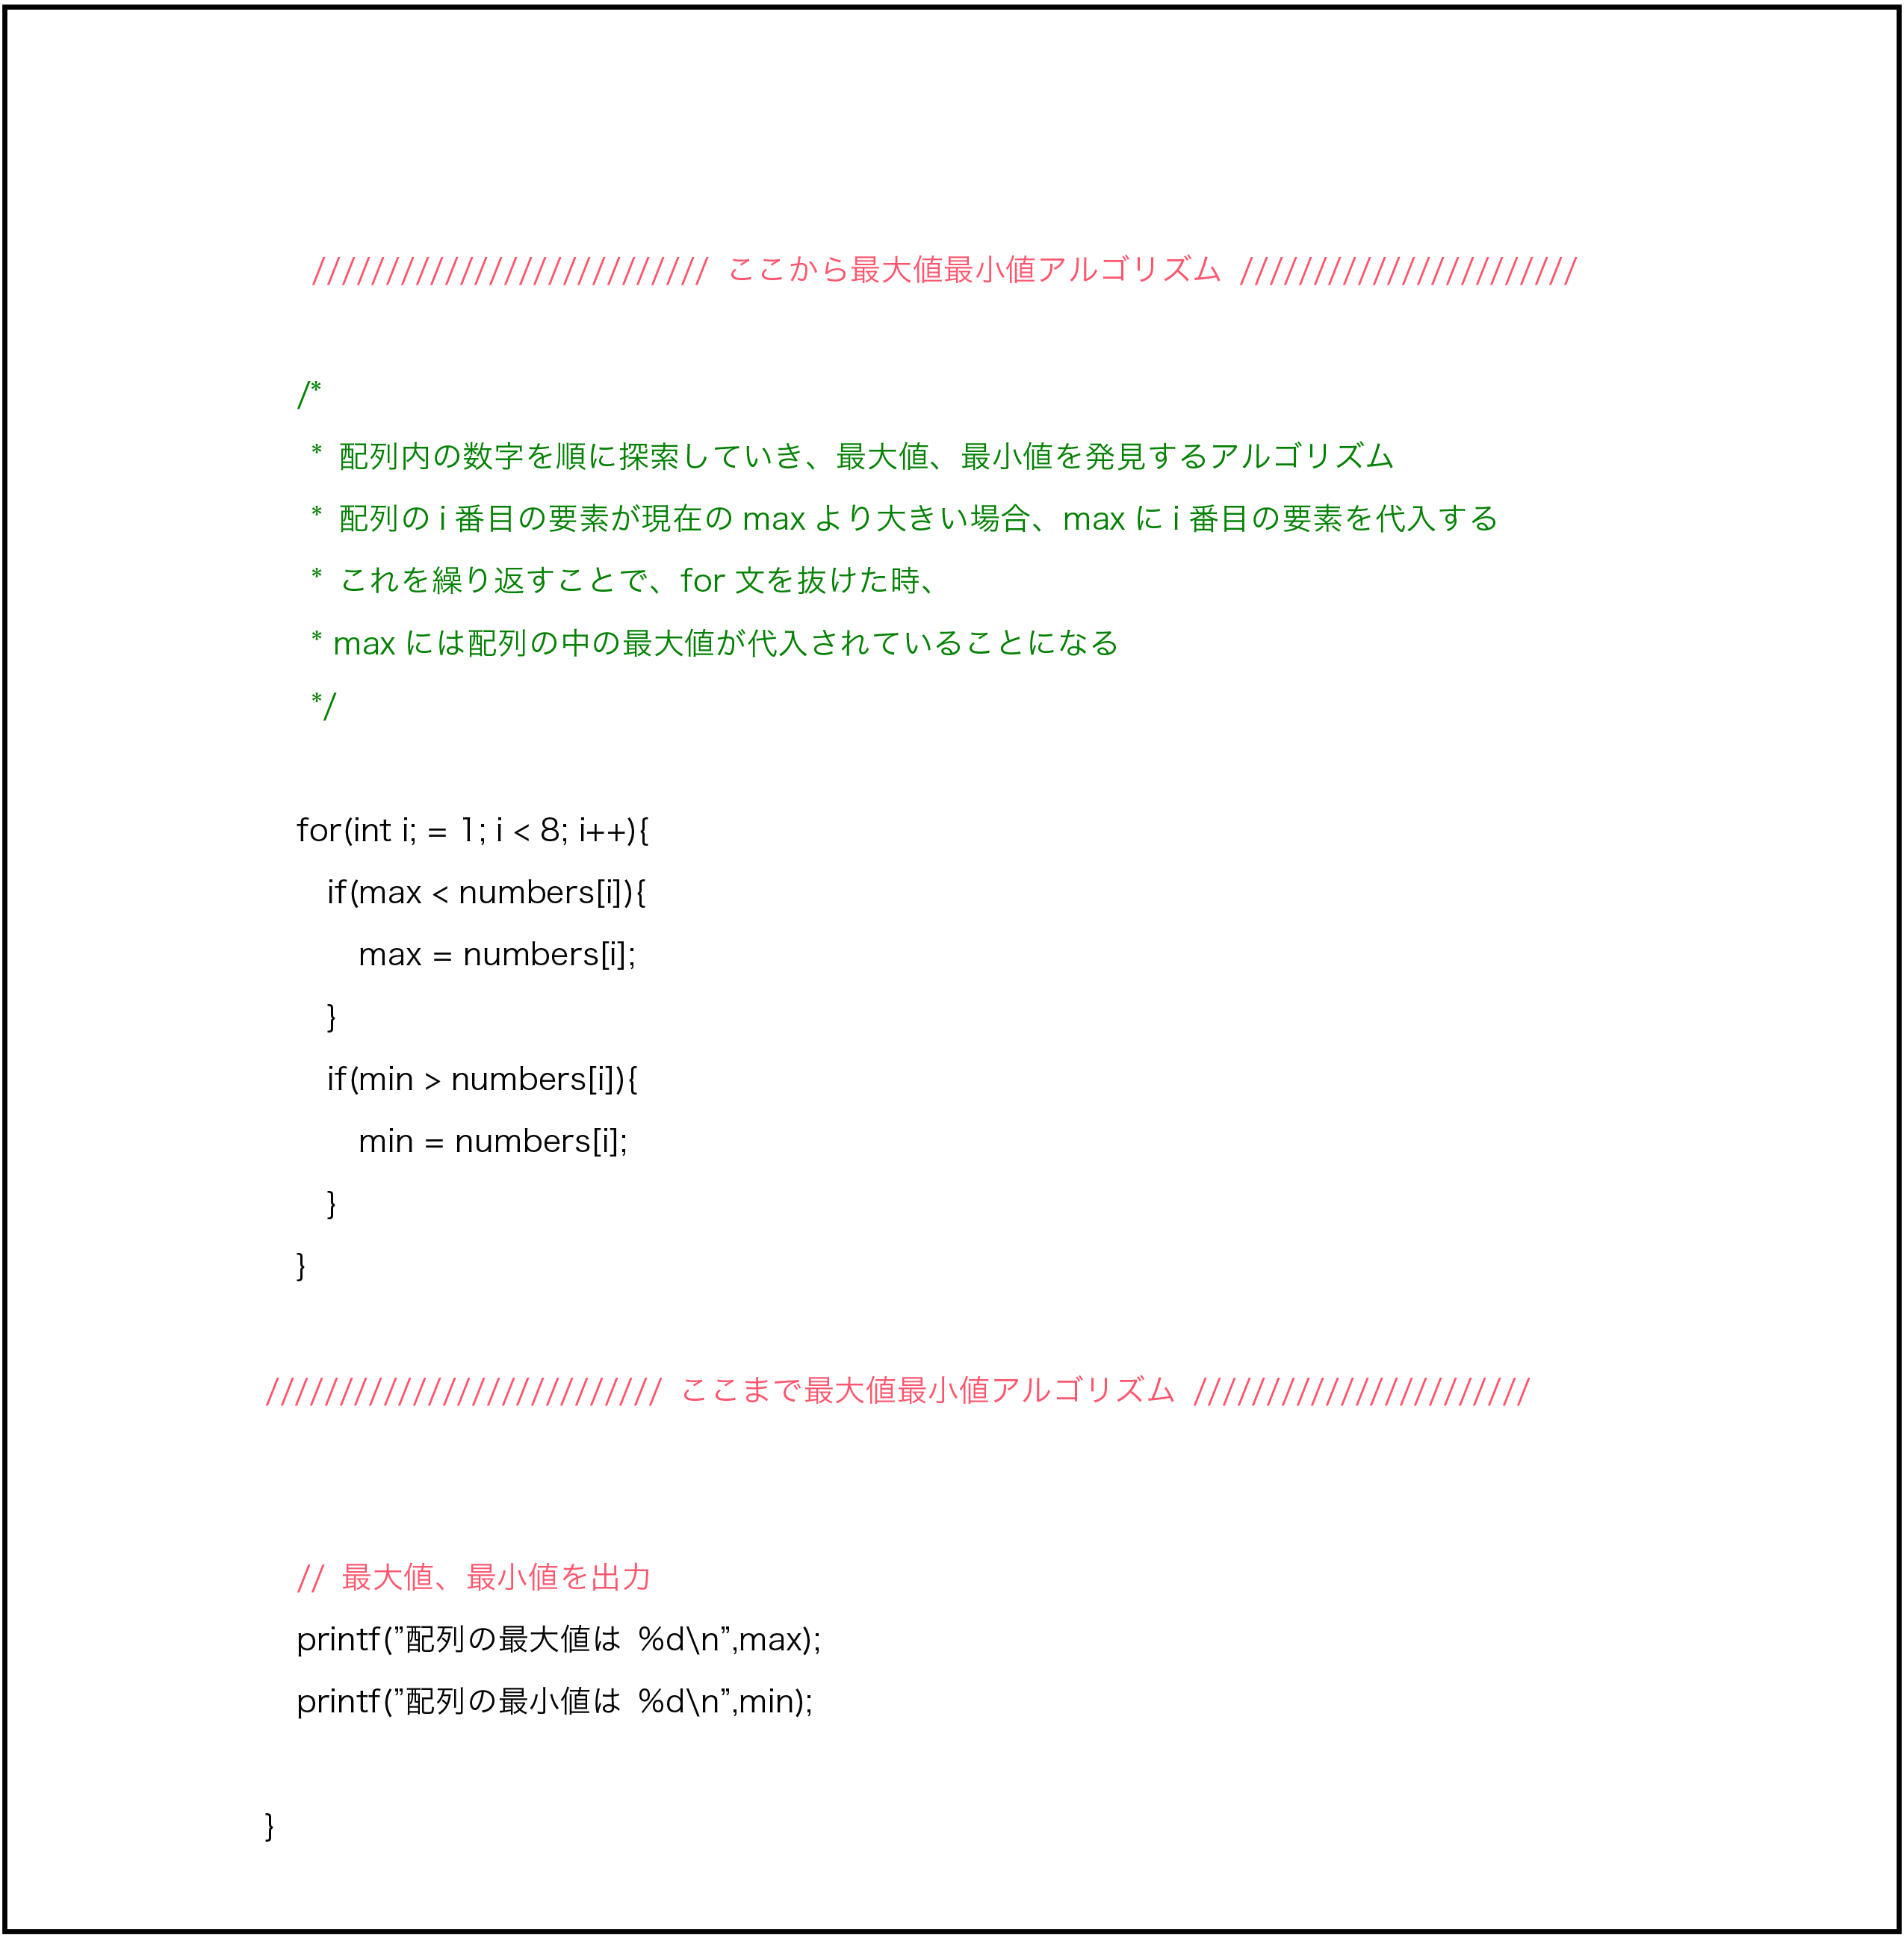 /////////////////////////// ここから最大値最小値アルゴリズム ///////////////////////
/*
* 配列内の数字を順に探索していき、最大値、最小値を発見するアルゴリズム
* 配列の i 番目の要素が現在の max より大きい場合、max に i 番目の要素を代入する
* これを繰り返すことで、for 文を抜けた時、
* max には配列の中の最大値が代入されていることになる
*/
for(int i; = 1; i < 8; i++){
if(max < numbers[i]){
max = numbers[i];
}
if(min > numbers[i]){
min = numbers[i];
}
}
/////////////////////////// ここまで最大値最小値アルゴリズム ///////////////////////
// 最大値、最小値を出力
printf(”配列の最大値は %d\n”,max);
printf(”配列の最小値は %d\n”,min);
}